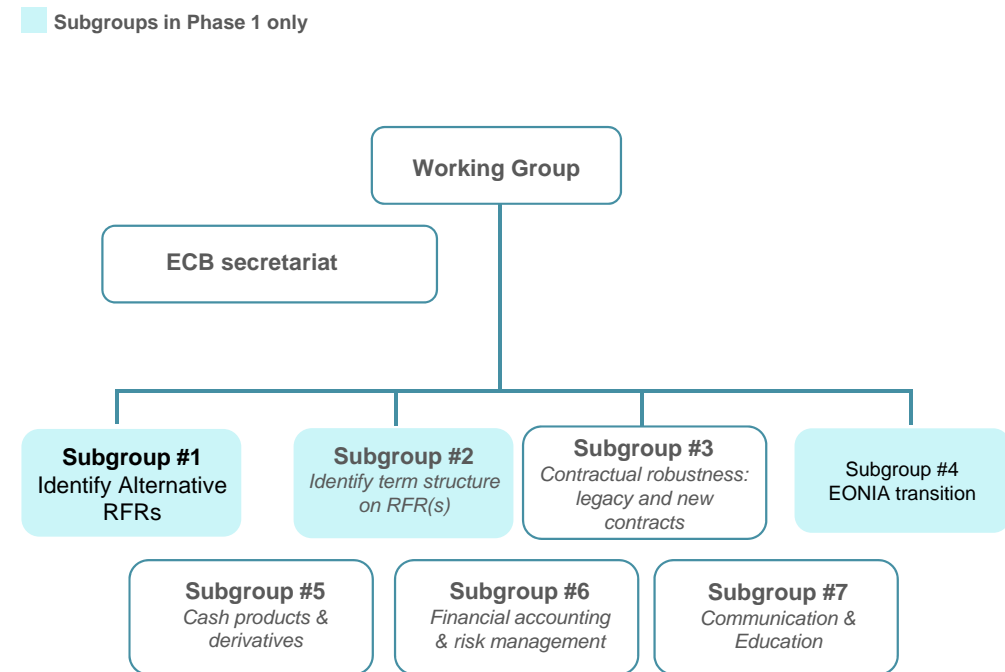 Subgroups in Phase 1 only
Working Group
ECB secretariat
Subgroup #1
Identify Alternative
RFRs
Subgroup #2
Identify term structure
on RFR(s)
Subgroup #3
Contractual robustness:
legacy and new
contracts
Subgroup #4
EONIA transition
Subgroup #5
Cash products &
derivatives
Subgroup #6
Financial accounting
& risk management
Subgroup #7
Communication &
Education